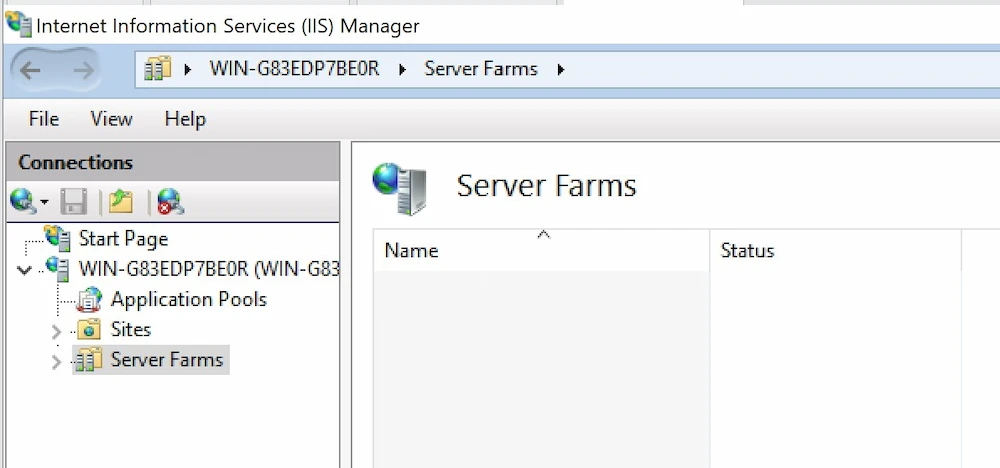 Internet Information Services (IIS) Manager
WIN-G83EDP7BE0R Server Farms
File View Help
Connections
Server Farms
Start Page
Name Status
WIN-G83EDP7BE0R (WIN-G83
Application Pools
Sites
Server Farms